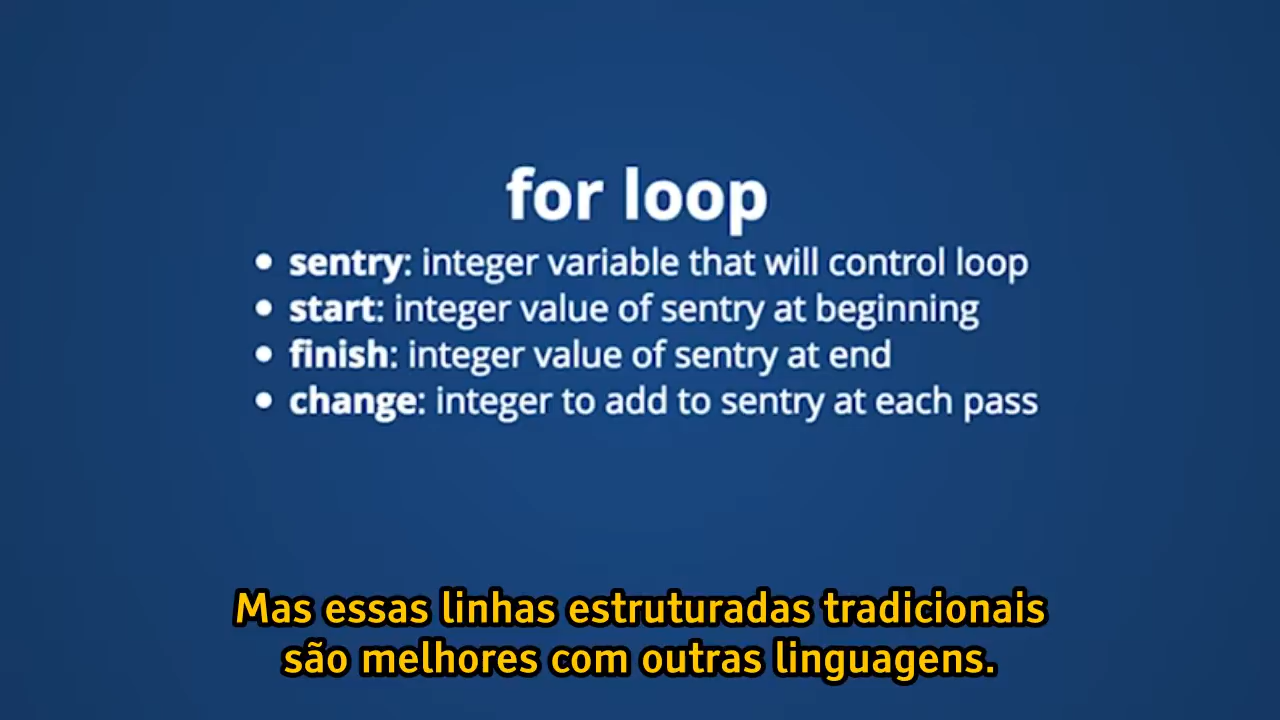 for loop
• sentry: integer variable that will control loop
• start: integer value of sentry at beginning
• finish: integer value of sentry at end
• change: integer to add to sentry at each pass
Mas essas linhas estruturadas tradicionais
são melhores com outras linguagens.